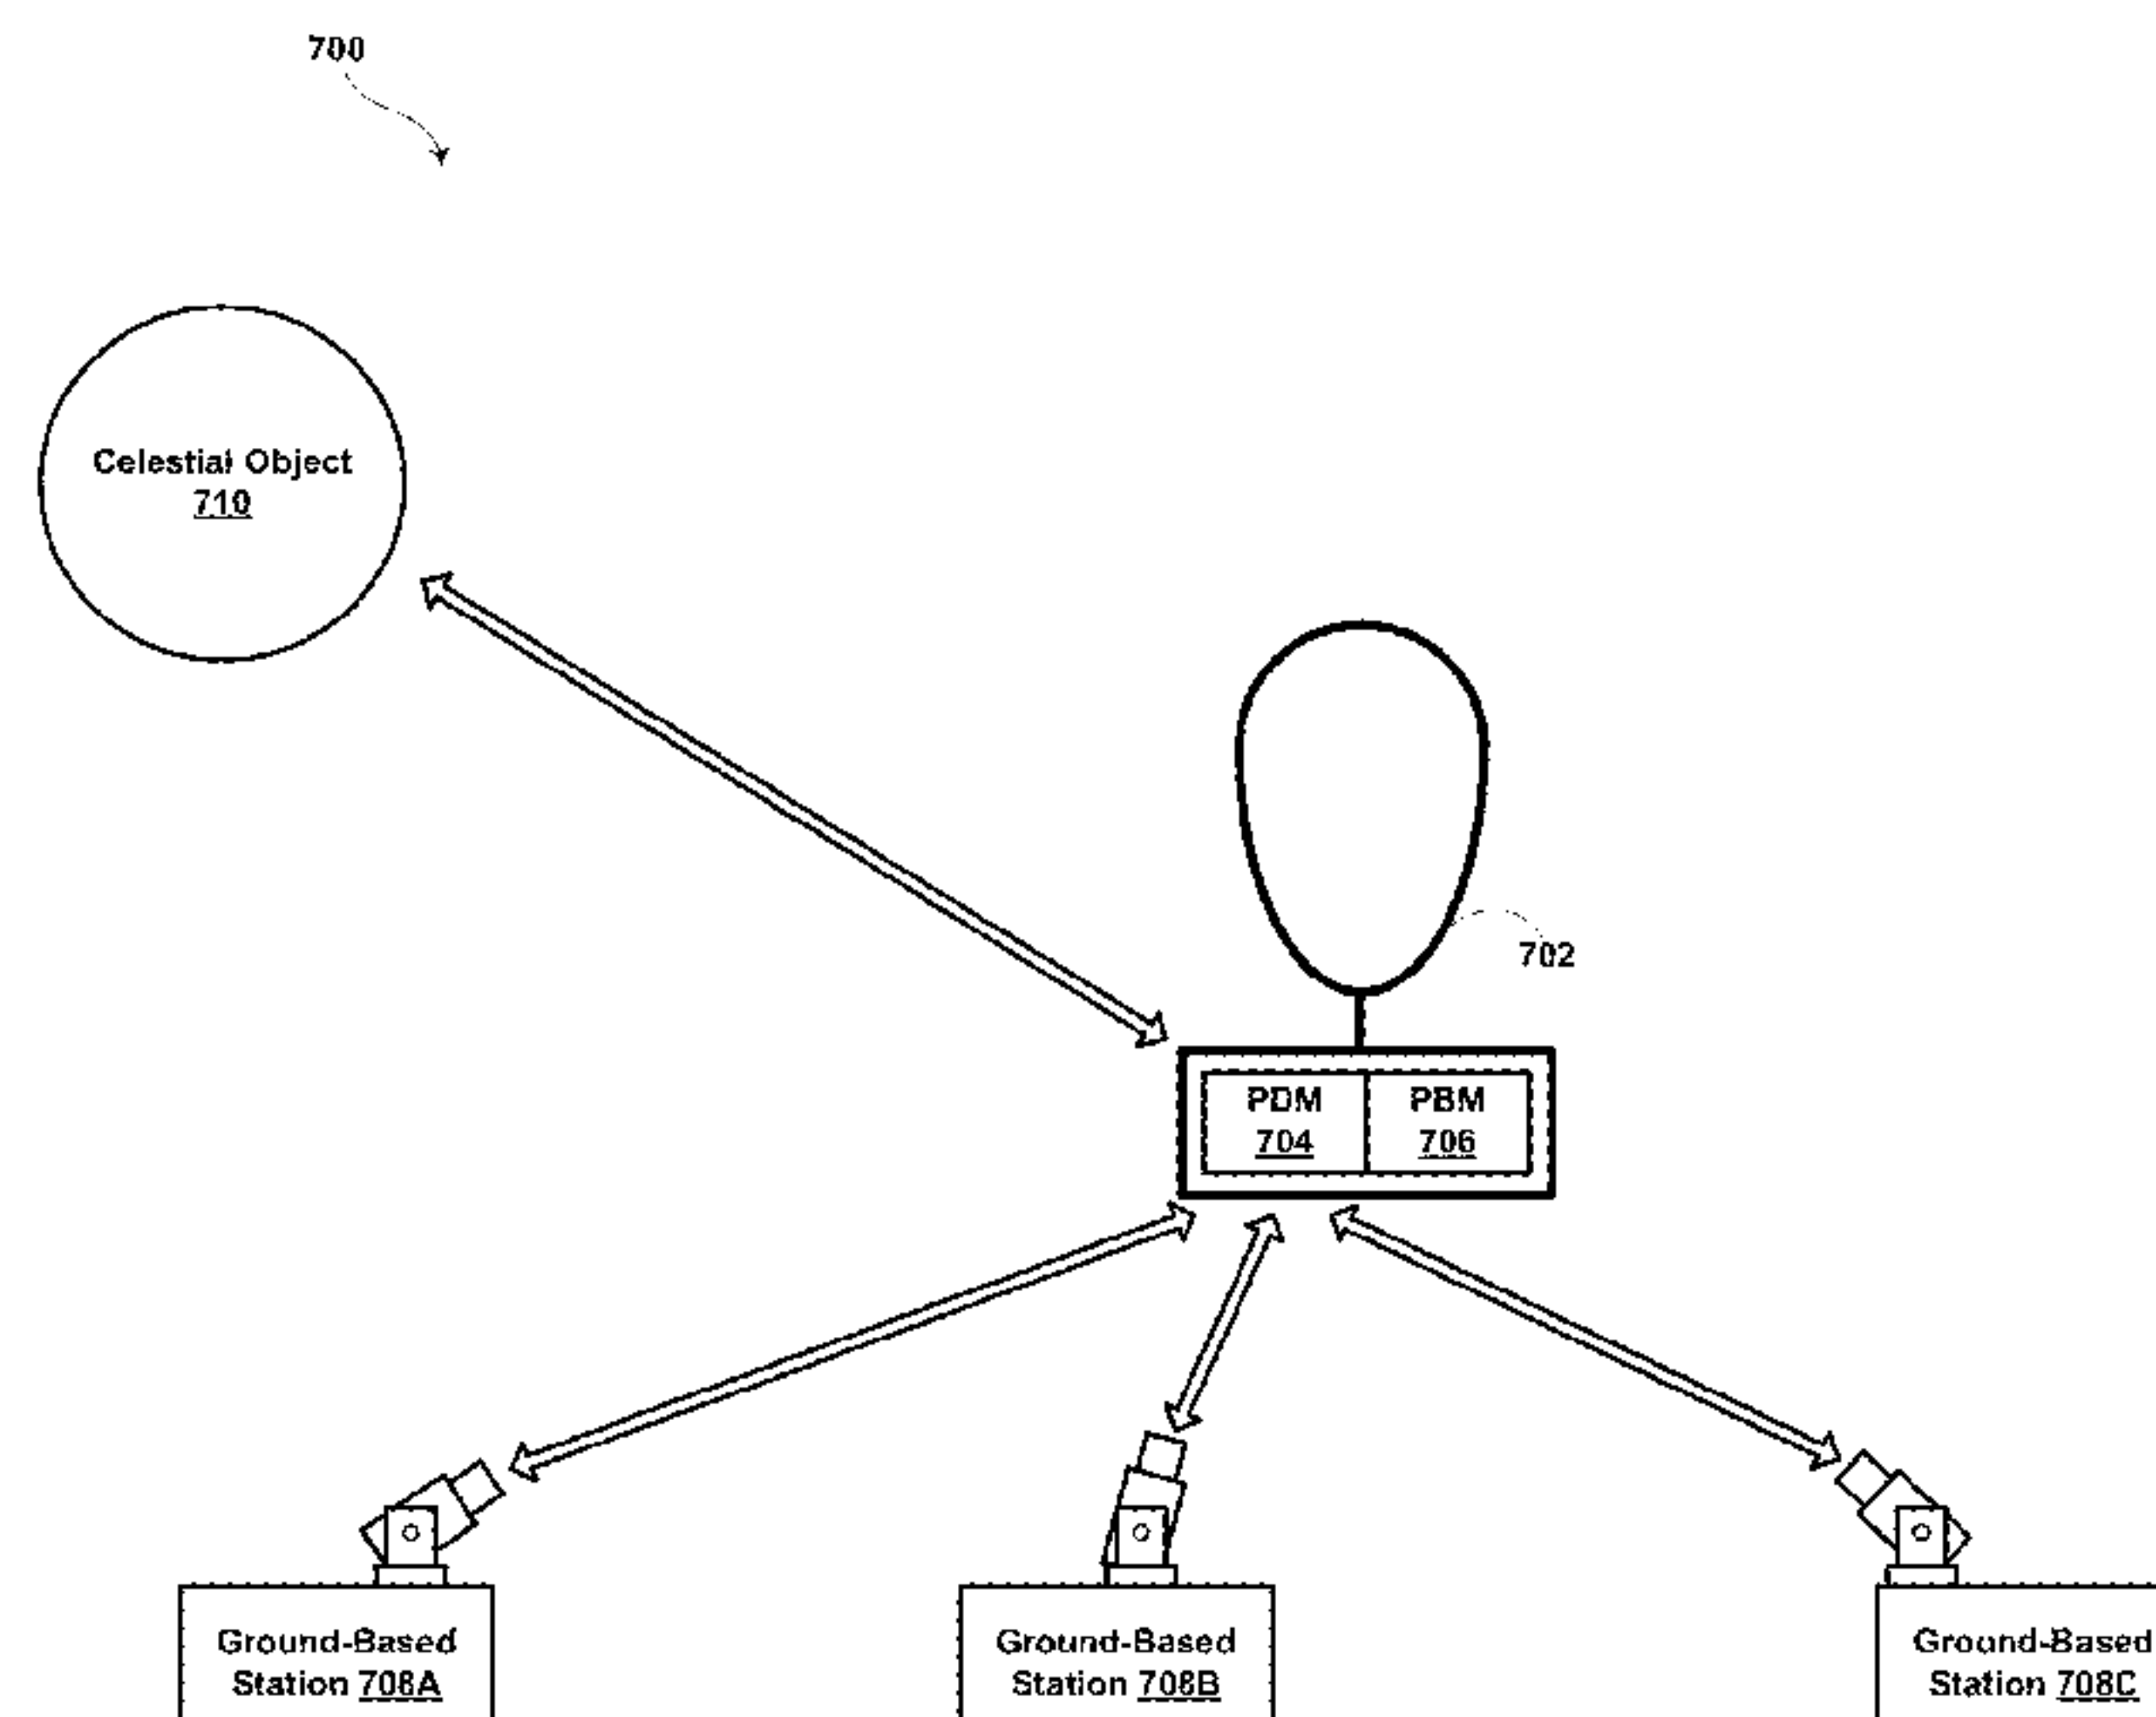 700
Celestial Object
710
702
PDM
704
PBM
706
Ground-Based
Station 708A
Ground-Based
Station 708B
Ground-Based
Station 708C